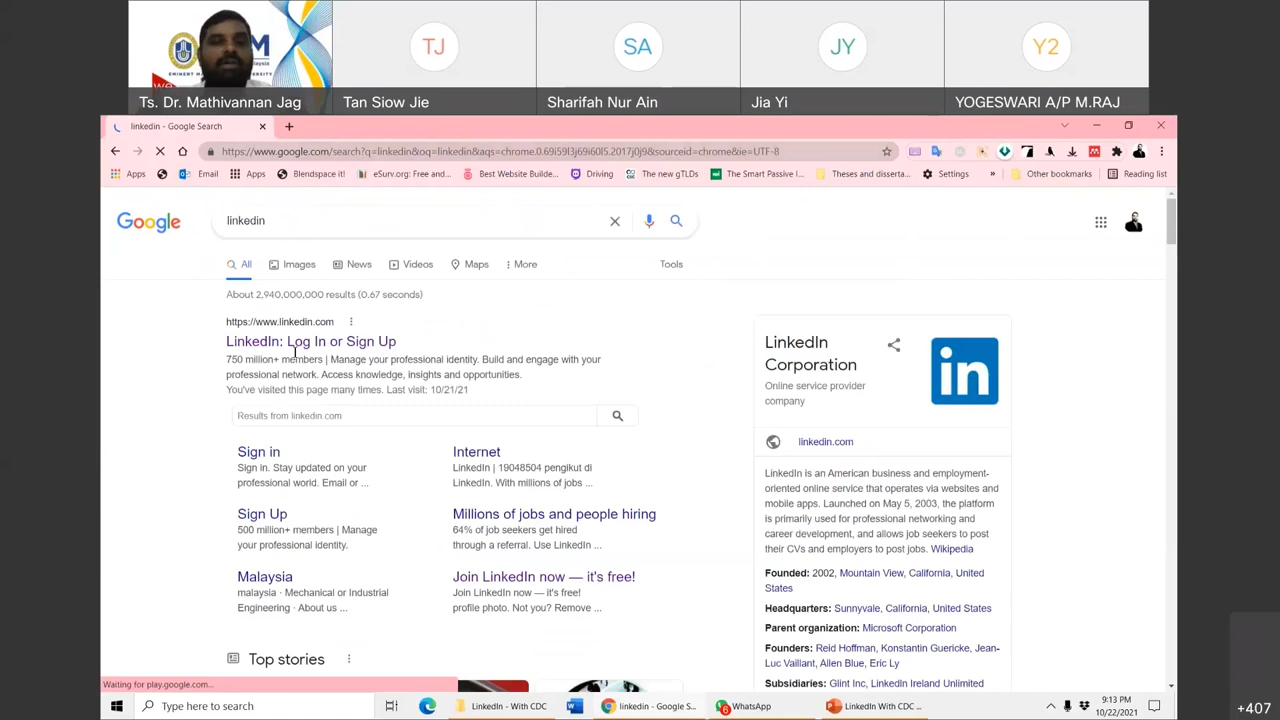 M
EMINENT
UNIVERSITY
Ts. Dr. Mathivannan Jag
TJ
Tan Siow Jie
SA
Sharifah Nur Ain
JY
Jia Yi
Y2
YOGESWARI A/P M.RAJ
linkedin - Google Search
https://www.google.com/search?q=linkedin&oq=linkedin&aqs=chrome.0.69i59l3j69i60l5.2017j0j9&sourceid=chrome&ie=UTF-8
Apps
Email
Apps
Blendspace it!
eSurv.org: Free and...
Best Website Builde...
Driving
The new gTLDs
The Smart Passive I...
Theses and disserta...
Settings
»
Other bookmarks
Reading list
Google
linkedin
All
Images
News
Videos
Maps
More
Tools
About 2,940,000,000 results (0.67 seconds)
https://www.linkedin.com
LinkedIn: Log In or Sign Up
750 million+ members | Manage your professional identity. Build and engage with your
professional network. Access knowledge, insights and opportunities.
You've visited this page many times. Last visit: 10/21/21
Results from linkedin.com
Sign in
Sign in. Stay updated on your
professional world. Email or ...
Internet
LinkedIn | 19048504 pengikut di
LinkedIn. With millions of jobs ...
Sign Up
500 million+ members | Manage
your professional identity.
Millions of jobs and people hiring
64% of job seekers get hired
through a referral. Use LinkedIn ...
Malaysia
malaysia · Mechanical or Industrial
Engineering · About us ...
Join LinkedIn now — it's free!
Join LinkedIn now — it's free!
profile photo. Not you? Remove ...
Top stories
LinkedIn
Corporation
Online service provider
company
in
linkedin.com
LinkedIn is an American business and employment-
oriented online service that operates via websites and
mobile apps. Launched on May 5, 2003, the platform
is primarily used for professional networking and
career development, and allows job seekers to post
their CVs and employers to post jobs. Wikipedia
Founded: 2002, Mountain View, California, United
States
Headquarters: Sunnyvale, California, United States
Parent organization: Microsoft Corporation
Founders: Reid Hoffman, Konstantin Guericke, Jean-
Luc Vaillant, Allen Blue, Eric Ly
Subsidiaries: Glint Inc, LinkedIn Ireland Unlimited
Waiting for play.google.com...
Type here to search
LinkedIn - With CDC
linkedin - Google S...
6
WhatsApp
LinkedIn With CDC ...
9:13 PM
10/22/2021
+407